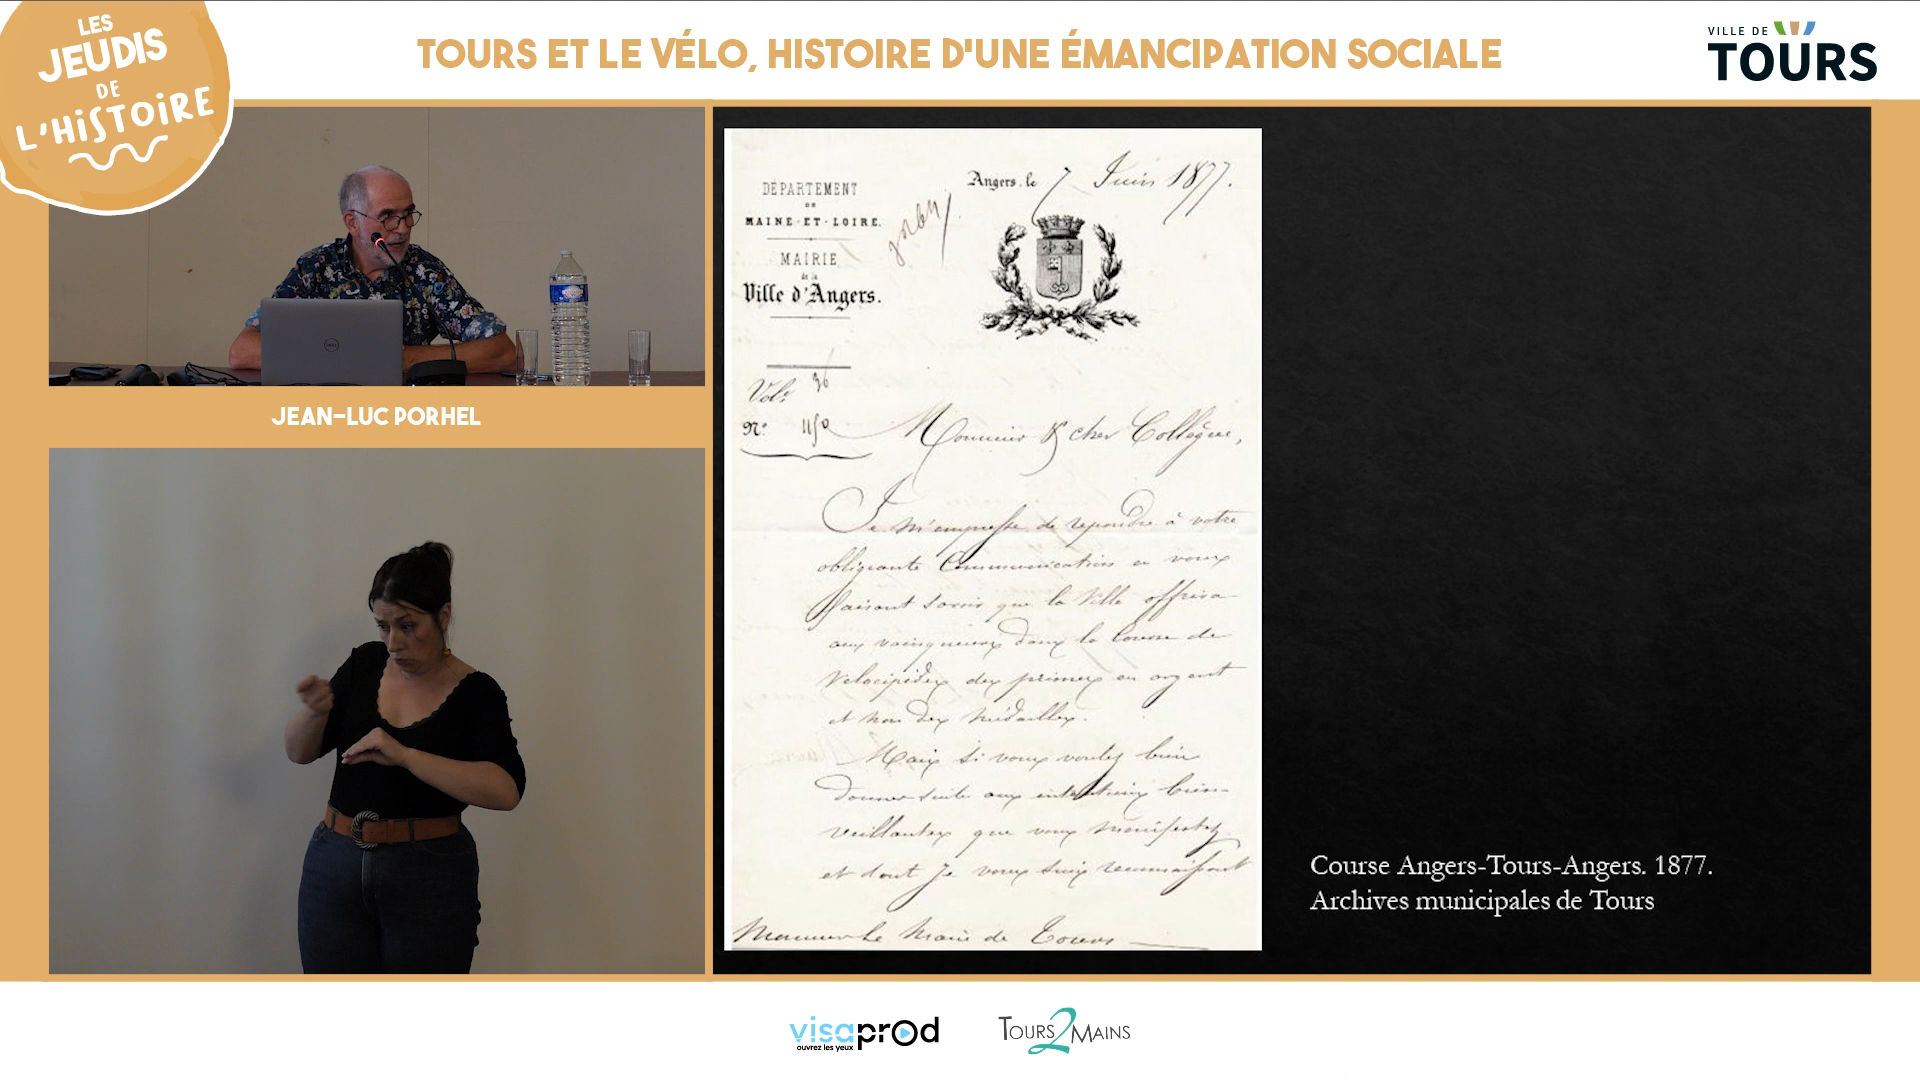 LES
JEUDIS
DE
L'HiSTOiRE
TOURS ET LE VÉLO, HISTOIRE D'UNE ÉMANCIPATION SOCIALE
VILLE DE
TOURS
JEAN-LUC PORHEL
DÉPARTEMENT
DE
MAINE-ET-LOIRE.
MAIRIE
de la
Ville d'Angers.
Angers, le 7 Juin 1877.
Vol: 36
N° 1150
Monsieur & cher Collègue,
Je m'empresse de repondre à votre
obligeante Communication en vous
faisant savoir que la Ville offrira
aux vainqueurs dans la Course de
Velocipèdes des primes en argent
et non des médailles.
Mais si vous voulez bien
donner suite aux intentions bien-
veillantes que vous manifestez
et dont Je vous suis reconnaissant
Monsieur le Maire de Tours
Course Angers-Tours-Angers. 1877.
Archives municipales de Tours
visaprod
ouvrez les yeux
TOURS 2 MAINS